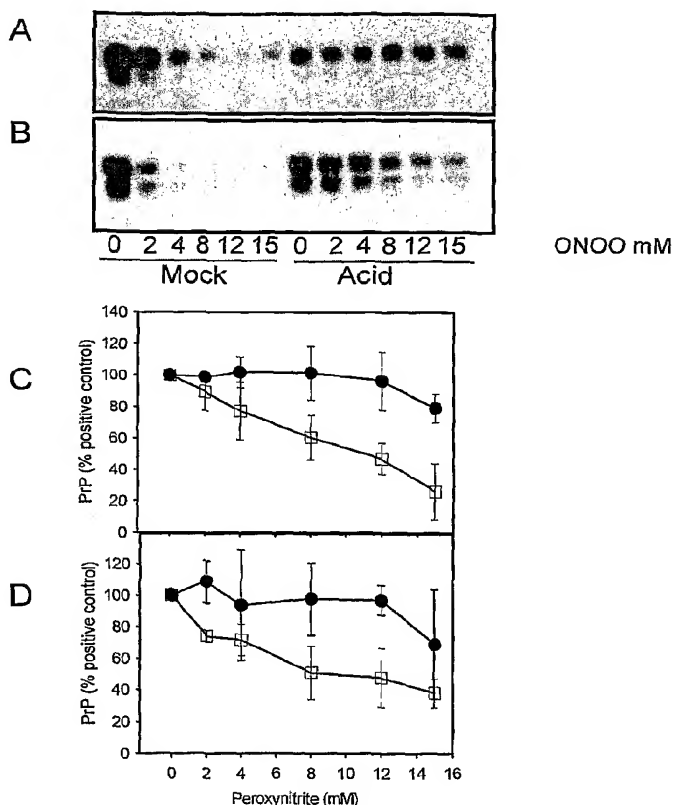 A
B
0 2 4 8 12 15 0 2 4 8 12 15 ONOO mM
Mock Acid
C
PrP (% positive control)
140
120
100
80
60
40
20
0
D
PrP (% positive control)
120
100
80
60
40
20
0
0 2 4 6 8 10 12 14 16
Peroxynitrite (mM)